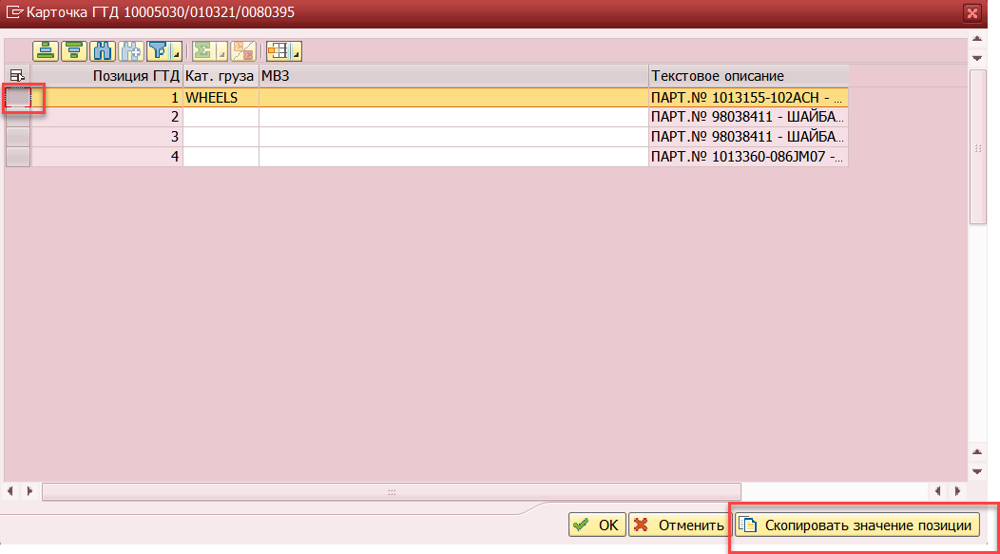 Карточка ГТД 10005030/010321/0080395
Позиция ГТД Кат. груза МВЗ Текстовое описание
1 WHEELS ПАРТ.№ 1013155-102ACH - ...
2 ПАРТ.№ 98038411 - ШАЙБА...
3 ПАРТ.№ 98038411 - ШАЙБА...
4 ПАРТ.№ 1013360-086JM07 -...
OK Отменить Скопировать значение позиции